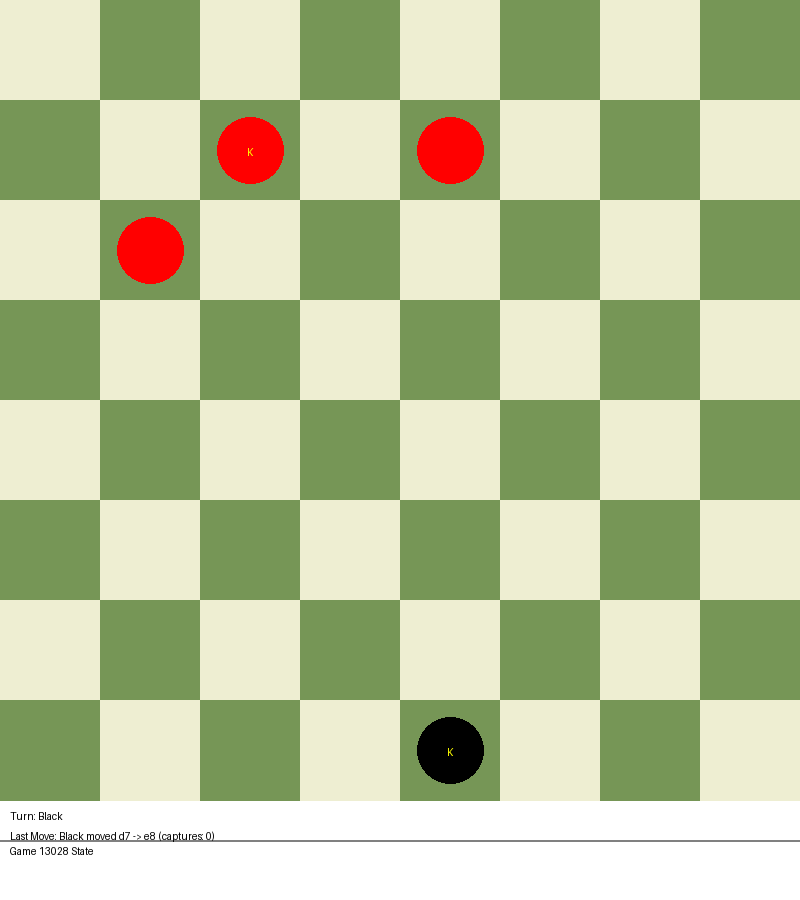 K
K
Turn: Black
Last Move: Black moved d7 -> e8 (captures: 0)
Game 13028 State